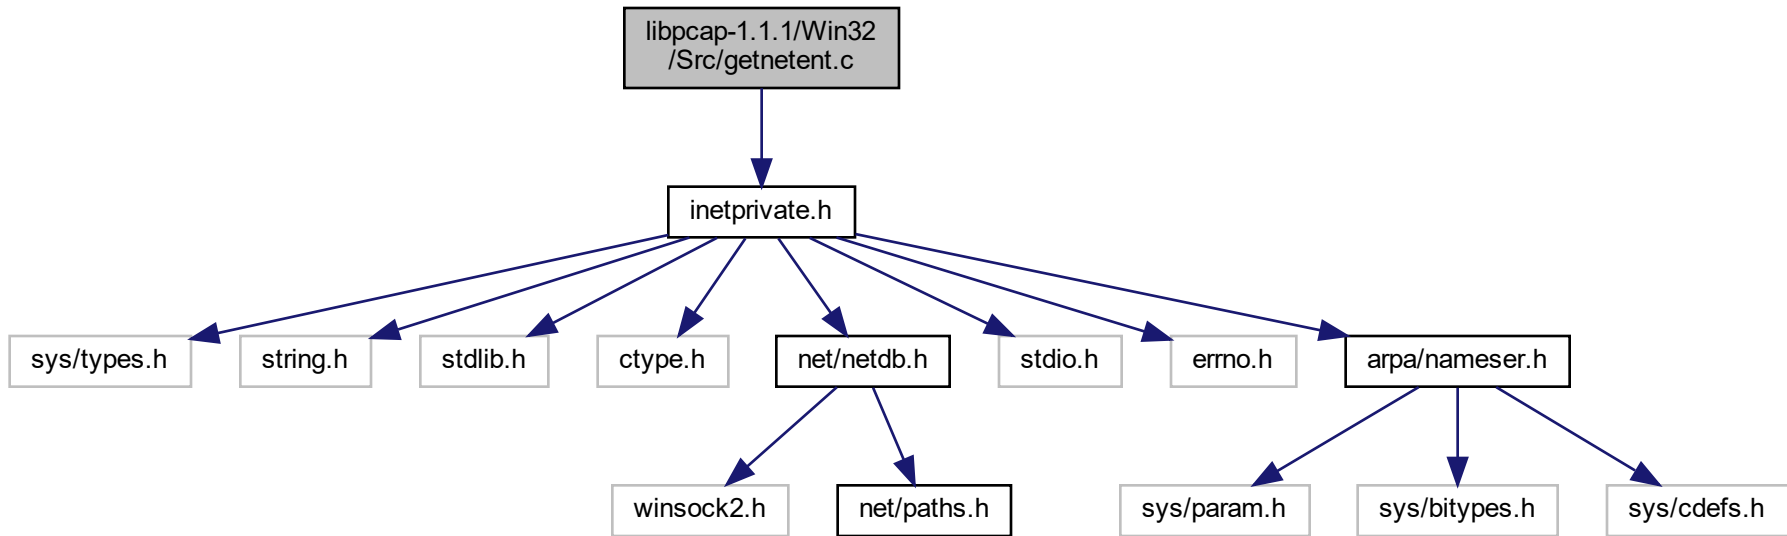 libpcap-1.1.1/Win32
/Src/getnetent.c
inetprivate.h
sys/types.h
string.h
stdlib.h
ctype.h
net/netdb.h
stdio.h
errno.h
arpa/nameser.h
winsock2.h
net/paths.h
sys/param.h
sys/bitypes.h
sys/cdefs.h